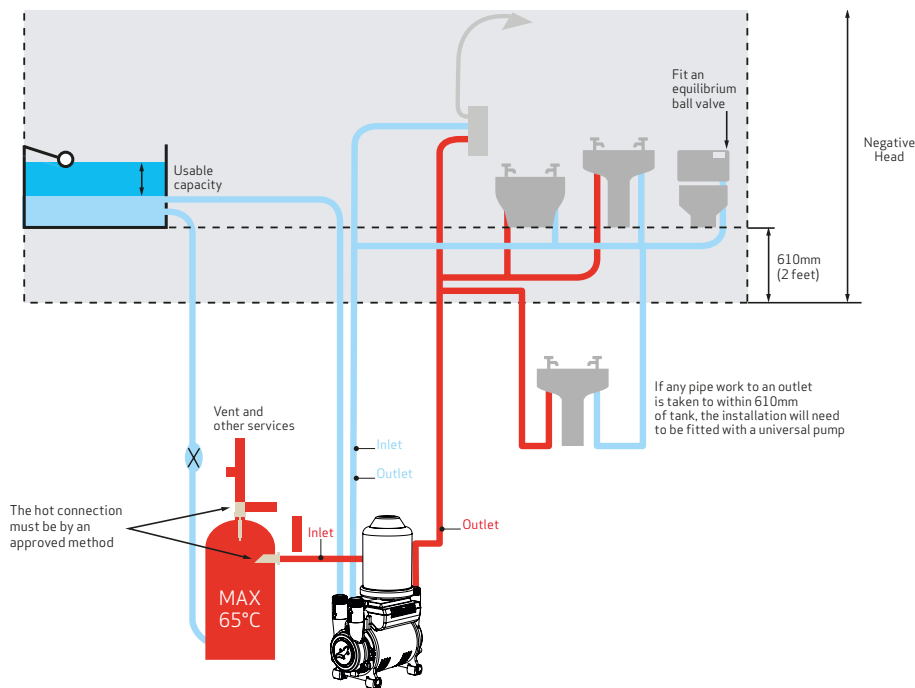 Fit an
equilibrium
ball valve
Negative
Head
Usable
capacity
610mm
(2 feet)
If any pipe work to an outlet
is taken to within 610mm
of tank, the installation will need
to be fitted with a universal pump
Vent and
other services
Inlet
Outlet
The hot connection
must be by an
approved method
Inlet
Outlet
MAX
65°C